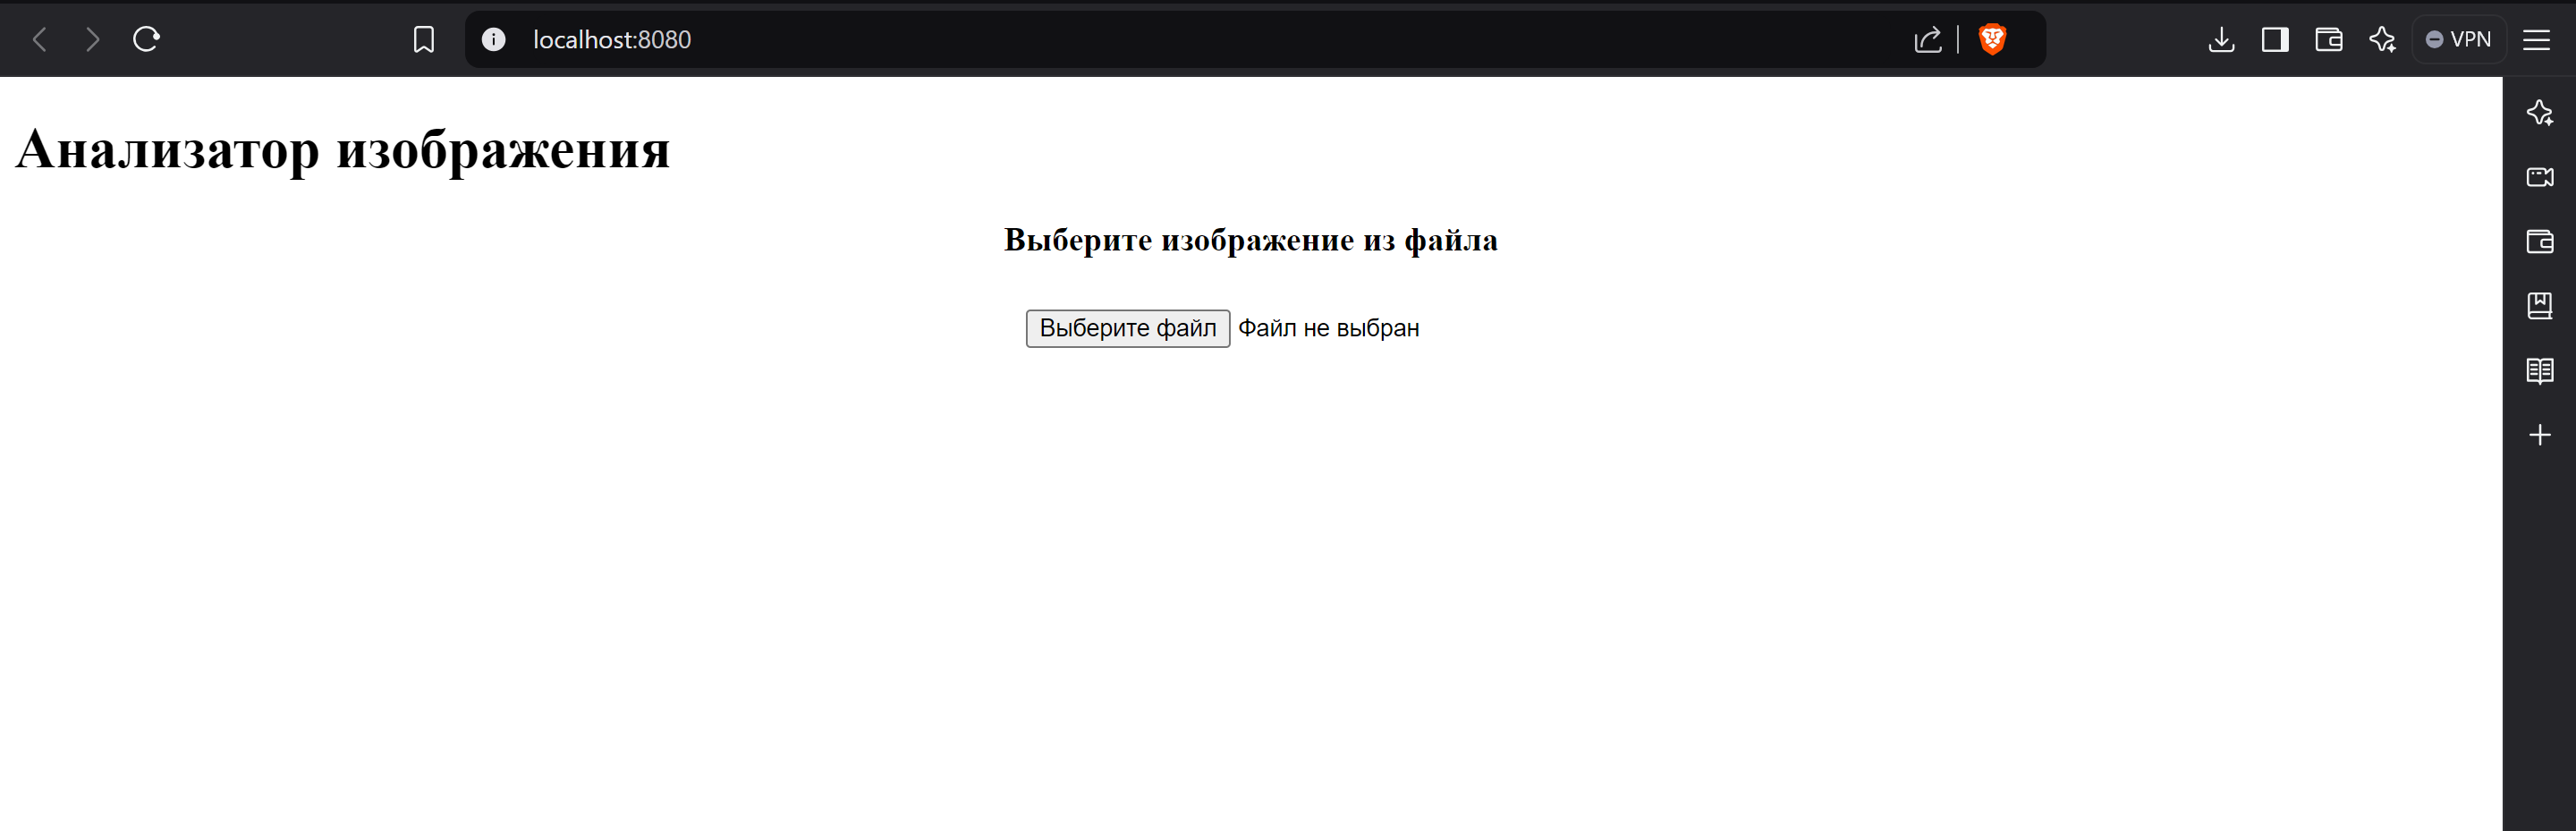 localhost:8080
VPN
Анализатор изображения
Выберите изображение из файла
Выберите файл Файл не выбран